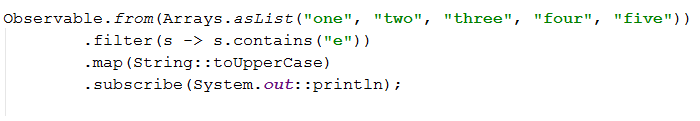 Observable.from(Arrays.asList("one", "two", "three", "four", "five"))
.filter(s -> s.contains("e"))
.map(String::toUpperCase)
.subscribe(System.out::println);